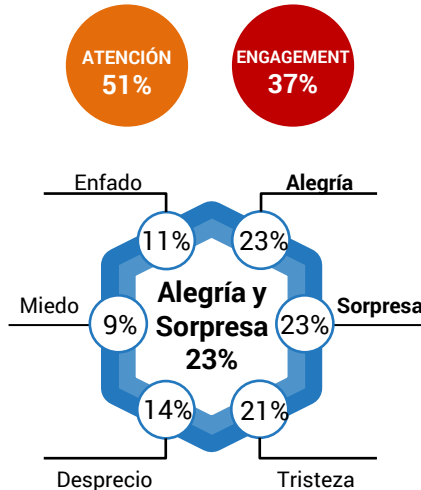 ATENCIÓN
51%
ENGAGEMENT
37%
Enfado
Alegría
11%
23%
Miedo
9%
Alegría y
Sorpresa
23%
23%
Sorpresa
14%
21%
Desprecio
Tristeza